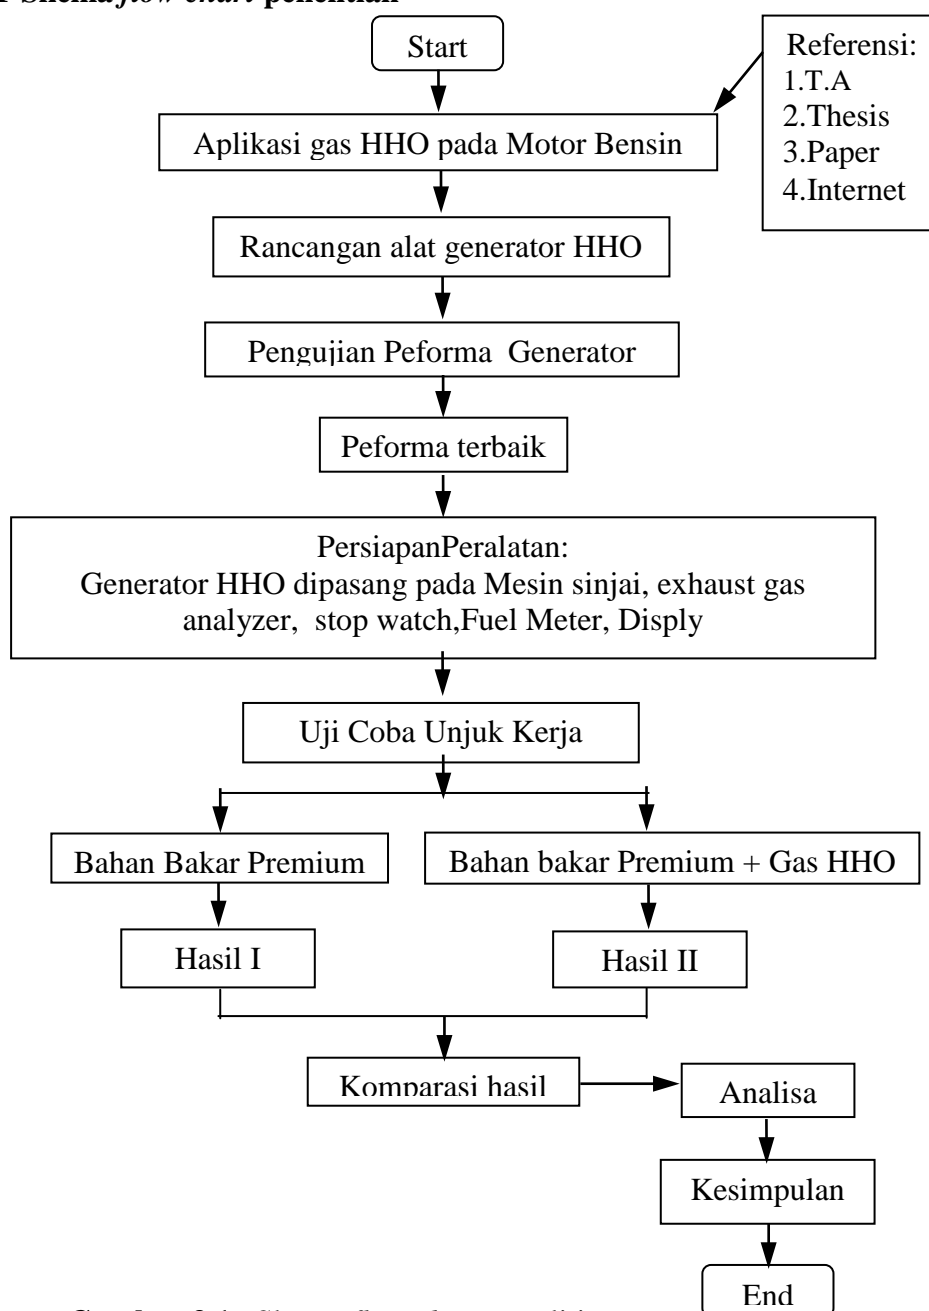 flow chart
Start
Referensi:
1.T.A
2.Thesis
3.Paper
4.Internet
Aplikasi gas HHO pada Motor Bensin
Rancangan alat generator HHO
Pengujian Peforma Generator
Peforma terbaik
PersiapanPeralatan:
Generator HHO dipasang pada Mesin sinjai, exhaust gas
analyzer, stop watch,Fuel Meter, Disply
Uji Coba Unjuk Kerja
Bahan Bakar Premium
Bahan bakar Premium + Gas HHO
Hasil I
Hasil II
Komparasi hasil
Analisa
Kesimpulan
End